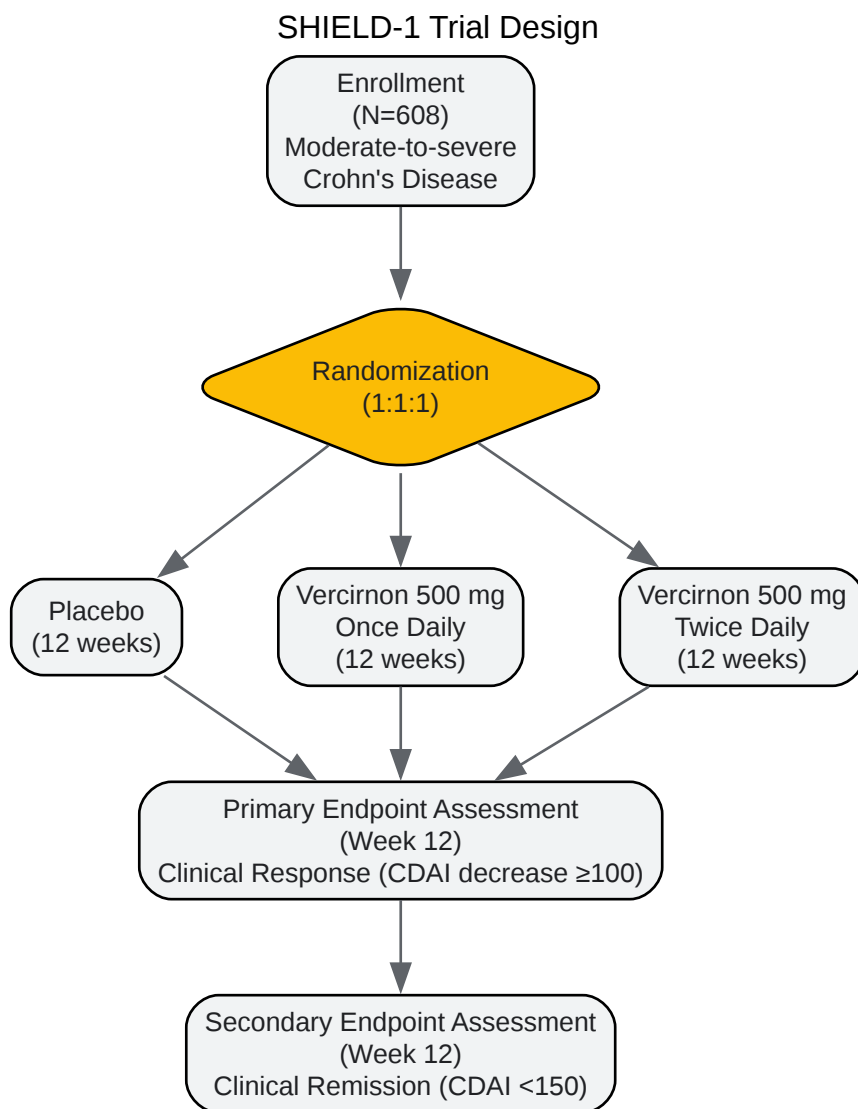 SHIELD-1 Trial Design
Enrollment
(N=608)
Moderate-to-severe
Crohn's Disease
Randomization
(1:1:1)
Placebo
(12 weeks)
Vercirnon 500 mg
Once Daily
(12 weeks)
Vercirnon 500 mg
Twice Daily
(12 weeks)
Primary Endpoint Assessment
(Week 12)
Clinical Response (CDAI decrease ≥100)
Secondary Endpoint Assessment
(Week 12)
Clinical Remission (CDAI <150)